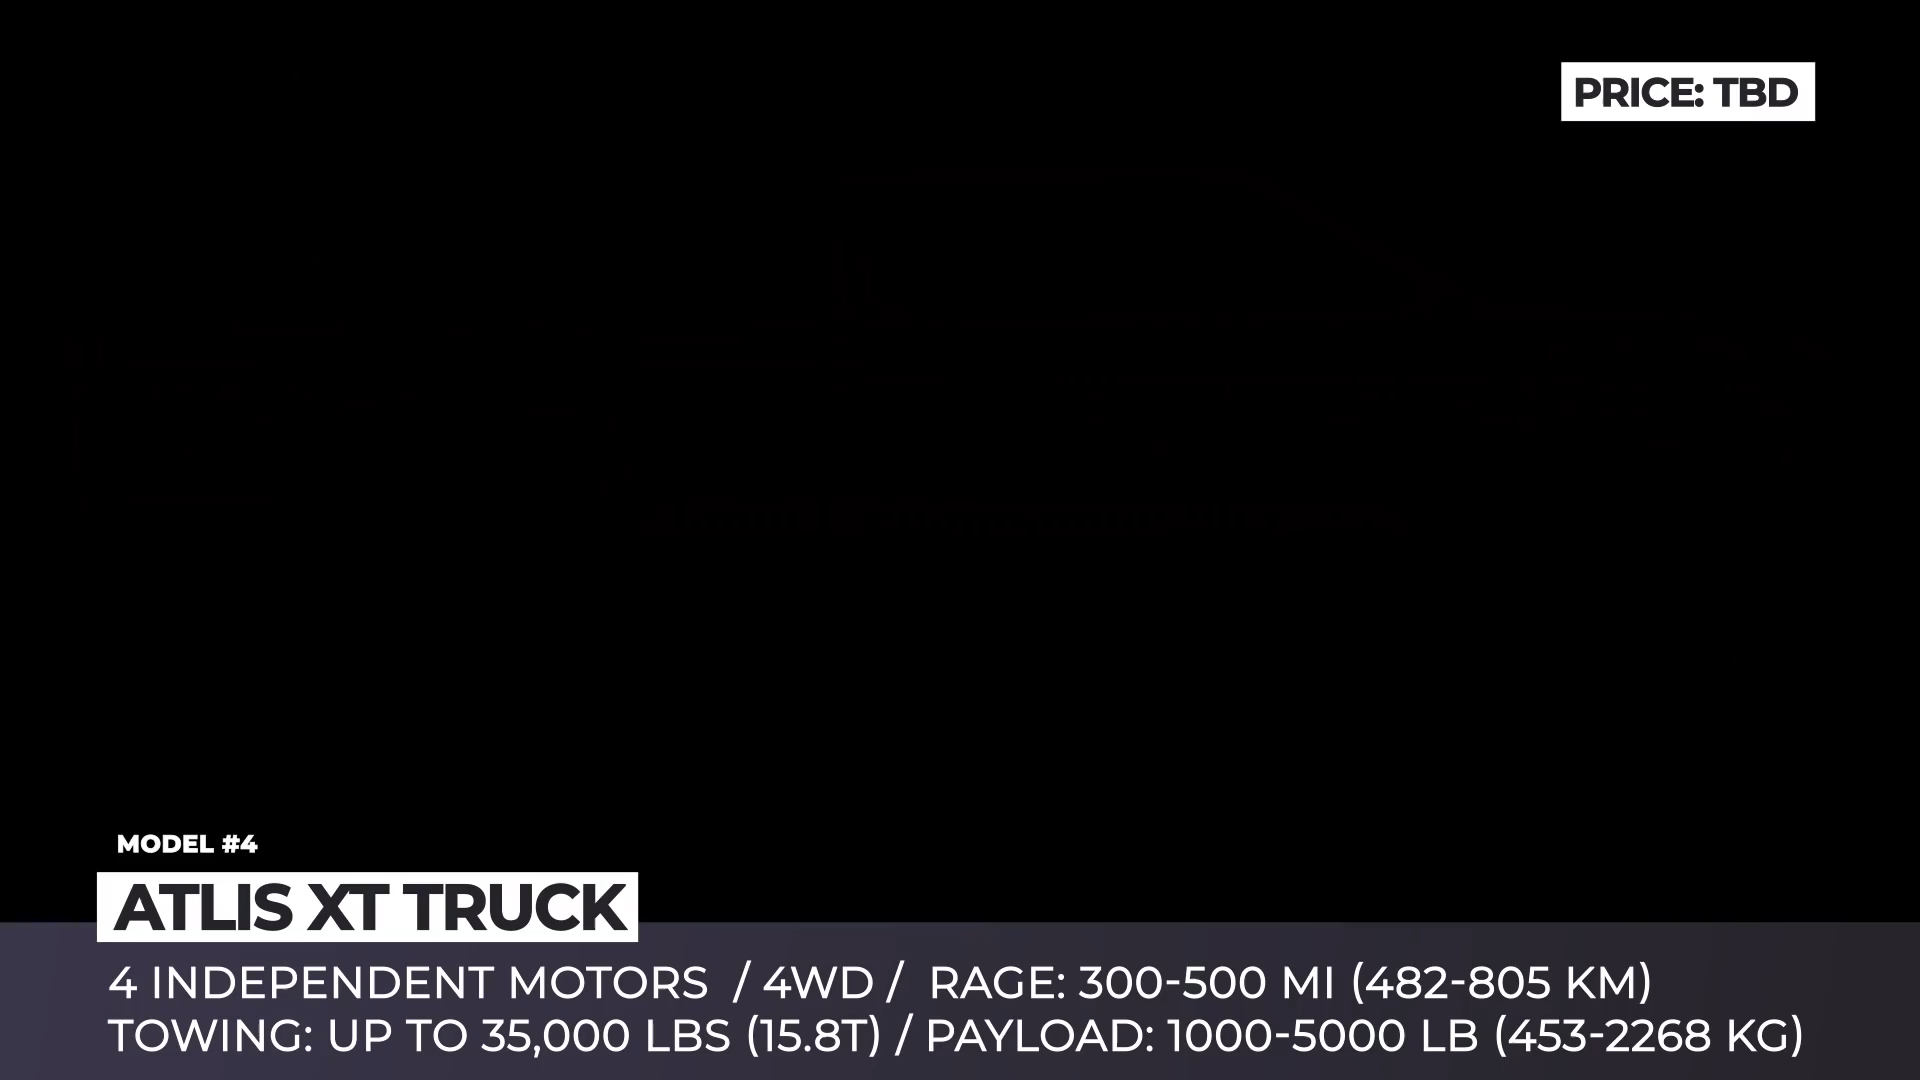 PRICE: TBD
MODEL #4
ATLIS XT TRUCK
4 INDEPENDENT MOTORS / 4WD / RAGE: 300-500 MI (482-805 KM)
TOWING: UP TO 35,000 LBS (15.8T) / PAYLOAD: 1000-5000 LB (453-2268 KG)